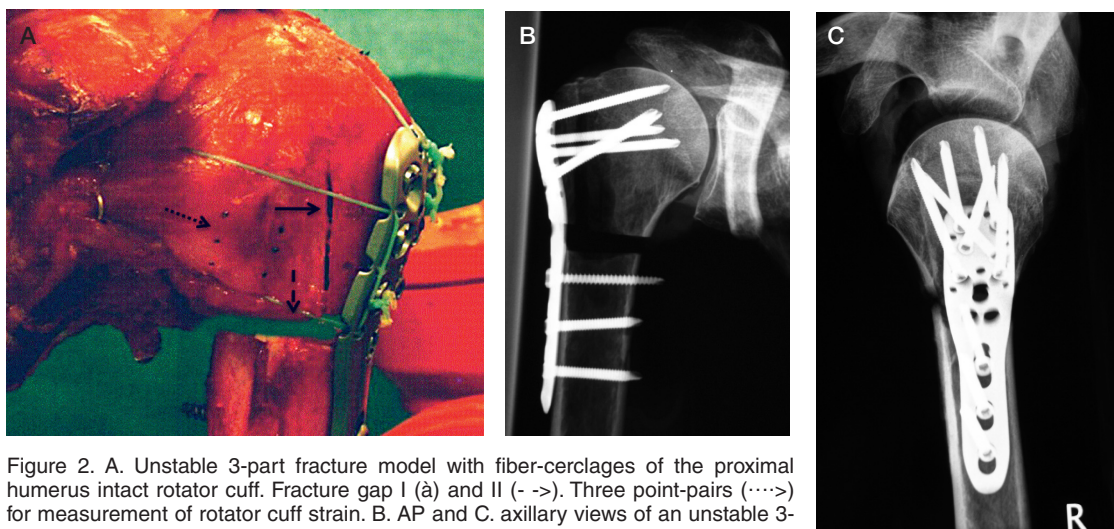 A
B
C
R
Figure 2. A. Unstable 3-part fracture model with fiber-cerclages of the proximal
humerus intact rotator cuff. Fracture gap I (à) and II (- ->). Three point-pairs (····>)
for measurement of rotator cuff strain. B. AP and C. axillary views of an unstable 3-